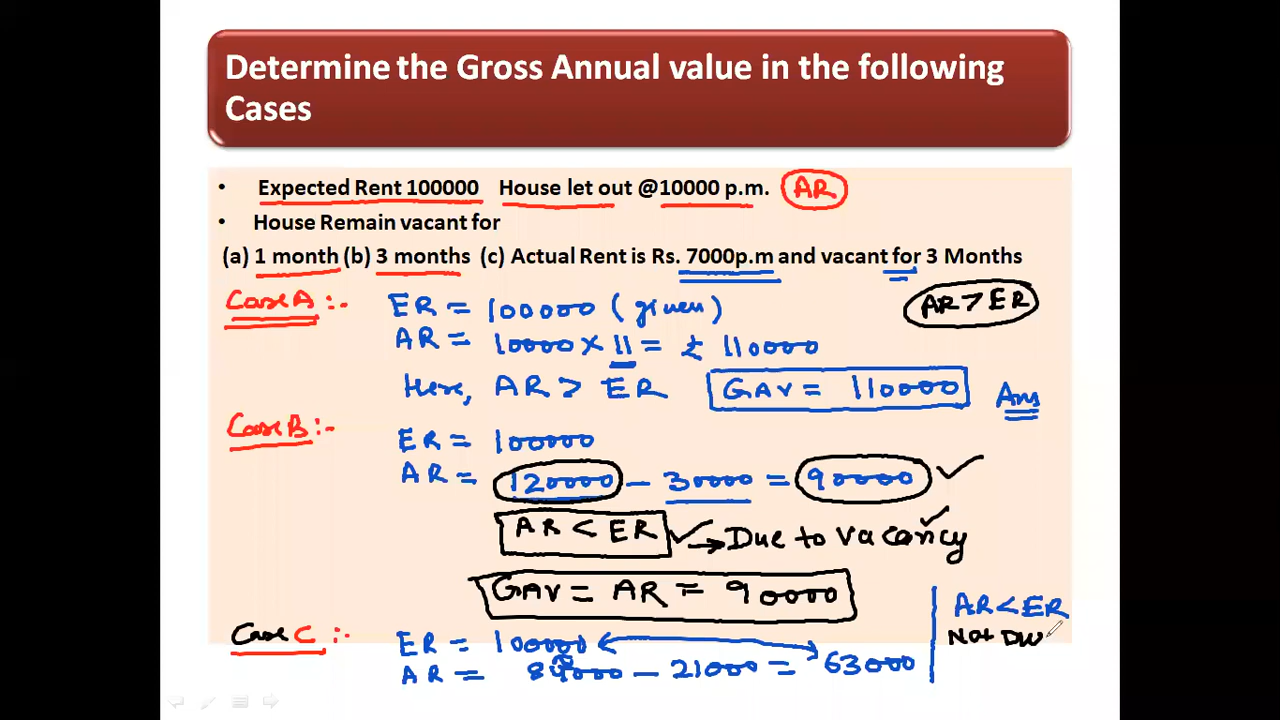 Determine the Gross Annual value in the following
Cases
• Expected Rent 100000 House let out @10000 p.m. AR
• House Remain vacant for
(a) 1 month (b) 3 months (c) Actual Rent is Rs. 7000p.m and vacant for 3 Months
Case A :- ER = 100000 (given) AR > ER
AR = 10000 × 11 = ₹ 110000
Here, AR > ER GAV = 110000 Ans
Case B :-
ER = 100000
AR = 120000 - 30000 = 90000 ✓
AR < ER ✓ → Due to vacancy
GAV = AR = 90000
AR < ER
Case C :- ER = 100000 Not Du
AR = 84000 - 21000 = 63000